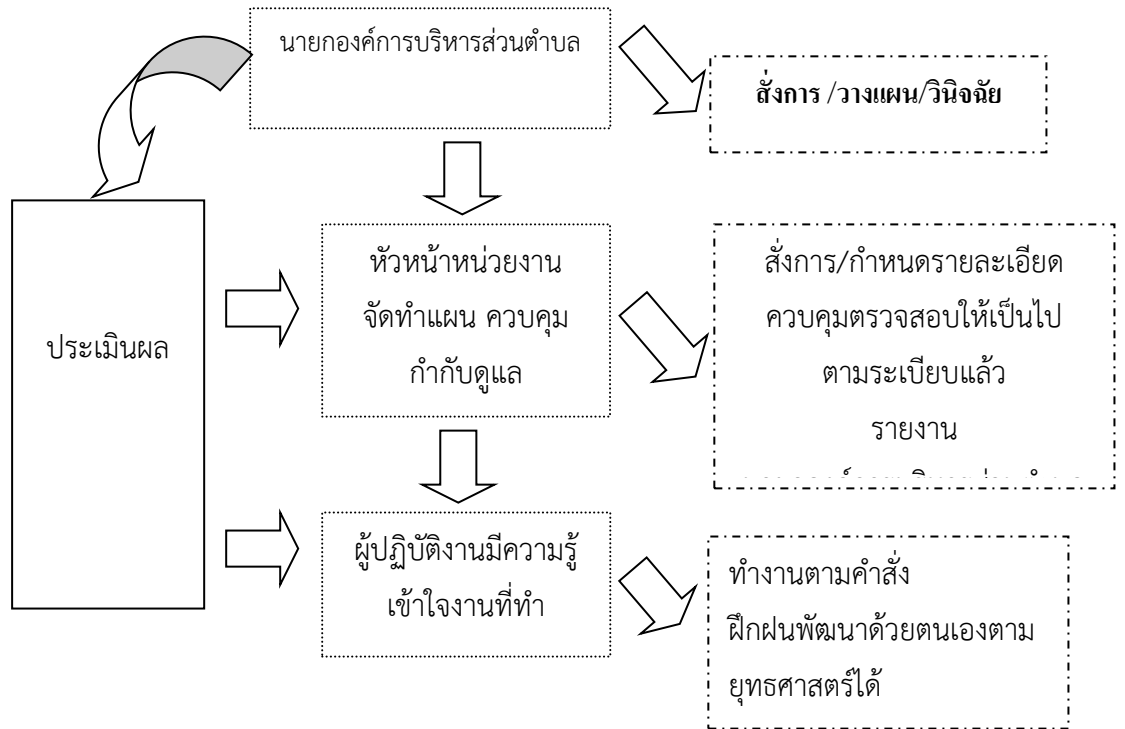 นายกองค์การบริหารส่วนตำบล
สั่งการ /วางแผน/วินิจฉัย
ประเมินผล
หัวหน้าหน่วยงาน
จัดทำแผน ควบคุม
กำกับดูแล
สั่งการ/กำหนดรายละเอียด
ควบคุมตรวจสอบให้เป็นไป
ตามระเบียบแล้ว
รายงาน
ผู้ปฏิบัติงานมีความรู้
เข้าใจงานที่ทำ
ทำงานตามคำสั่ง
ฝึกฝนพัฒนาด้วยตนเองตาม
ยุทธศาสตร์ได้